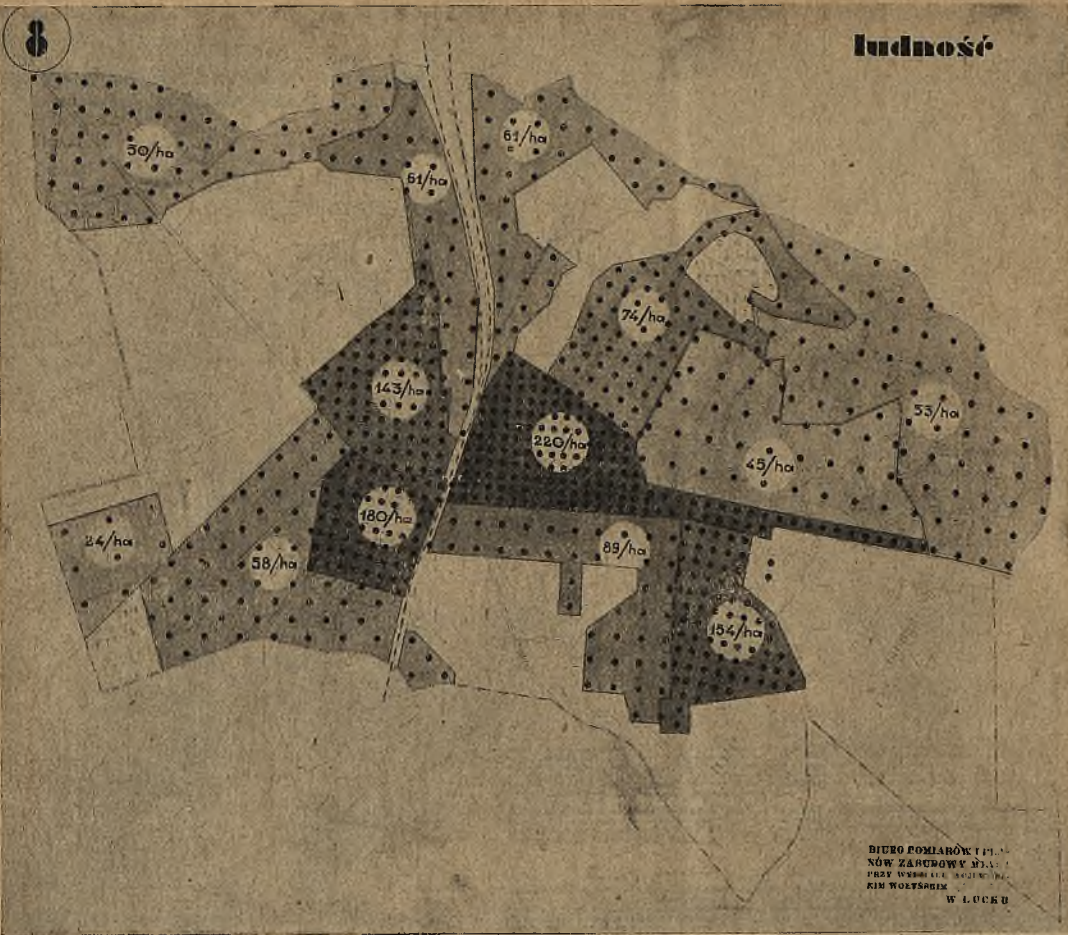 8
ludność
50/ha
61/ha
61/ha
74/ha
143/ha
220/ha
53/ha
45/ha
180/ha
24/ha
58/ha
89/ha
154/ha
BIURO POMIARÓW I
NÓW ZABUDOWY
PRZY
KIM WOŁYŃSKIM
W ŁUCKU